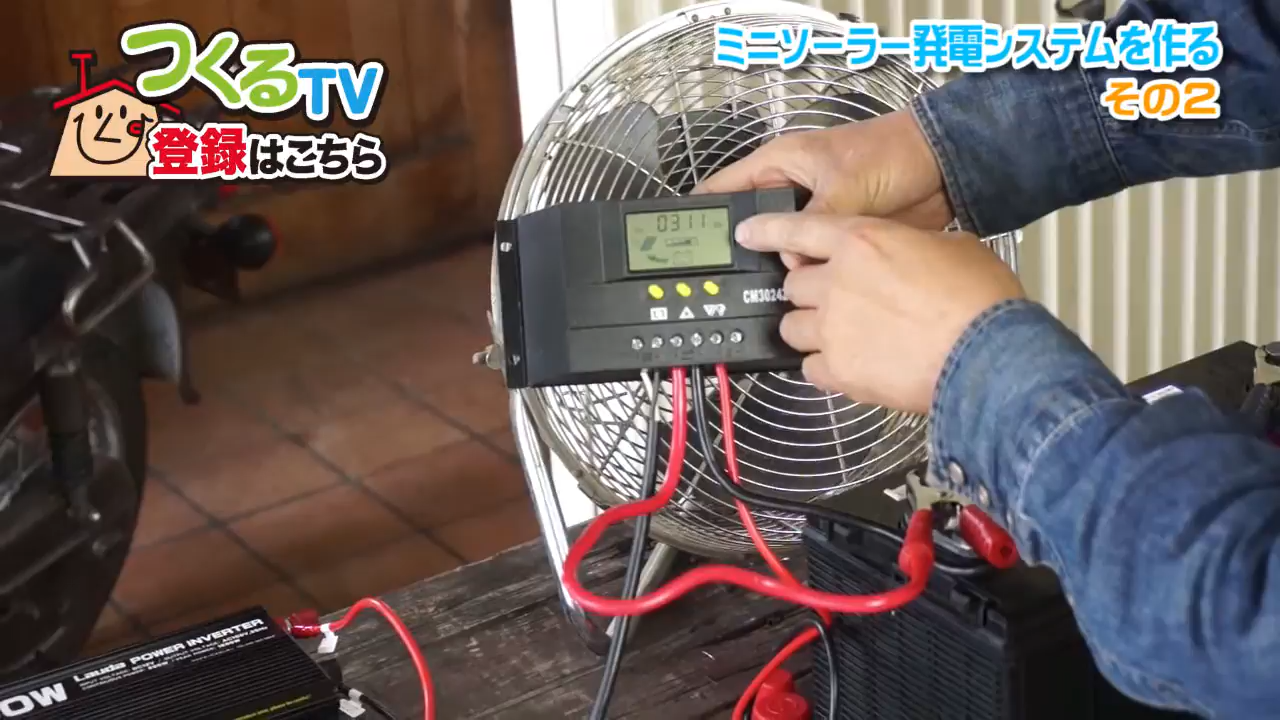 つくるTV
登録はこちら
ミニソーラー発電システムを作る
その2
0311
CM3024
Lauda POWER INVERTER
0W